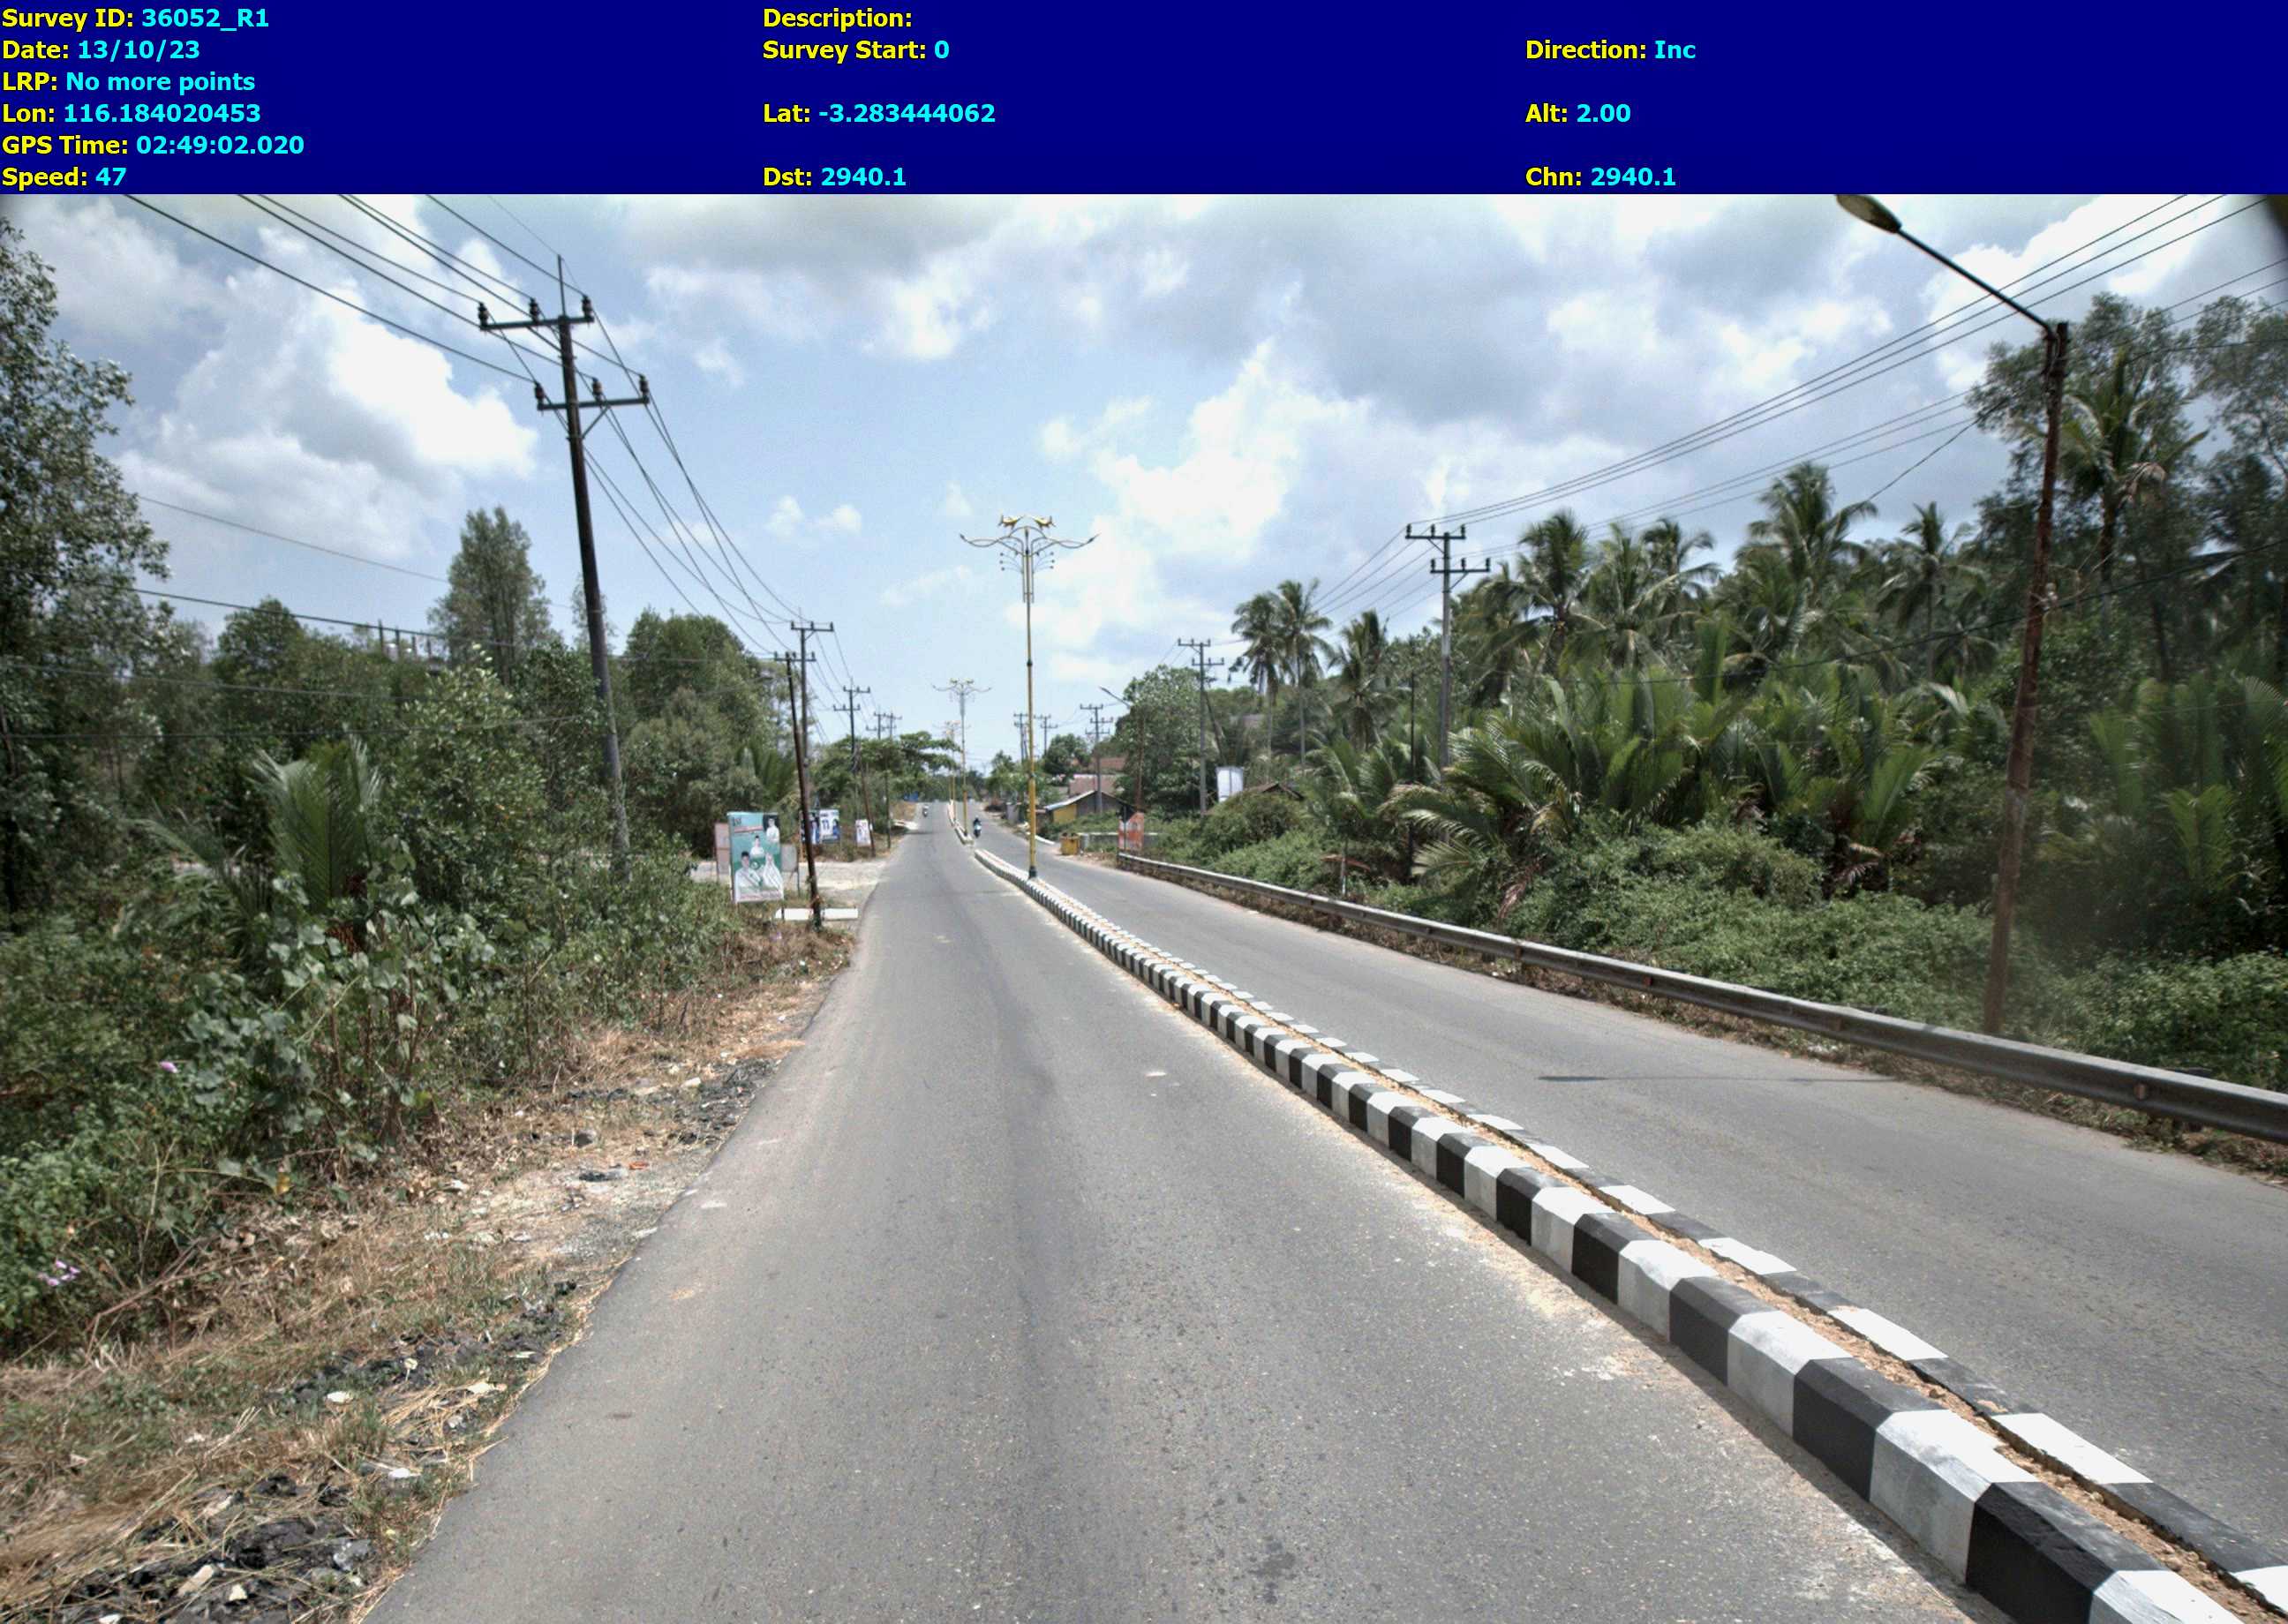 Survey ID: 36052_R1
Description:
Date: 13/10/23
Survey Start: 0
Direction: Inc
LRP: No more points
Lon: 116.184020453
Lat: -3.283444062
Alt: 2.00
GPS Time: 02:49:02.020
Speed: 47
Dst: 2940.1
Chn: 2940.1